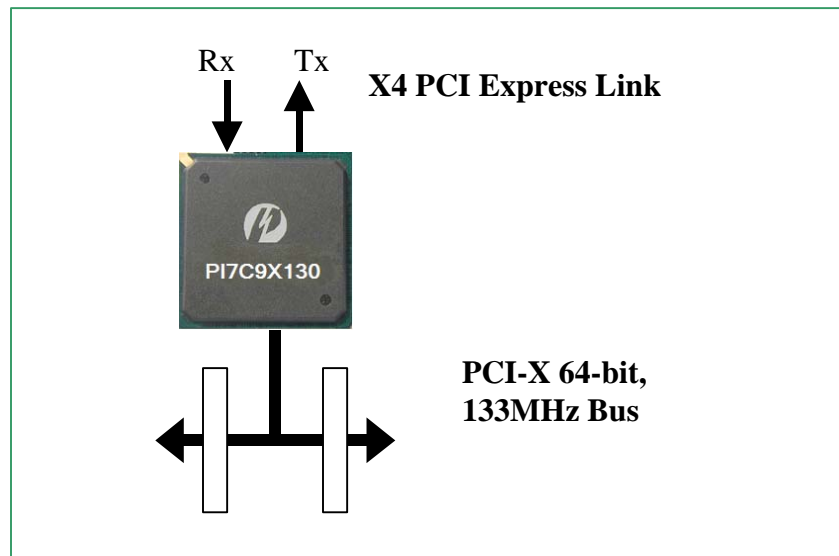 Rx Tx
X4 PCI Express Link
PI7C9X130
PCI-X 64-bit,
133MHz Bus